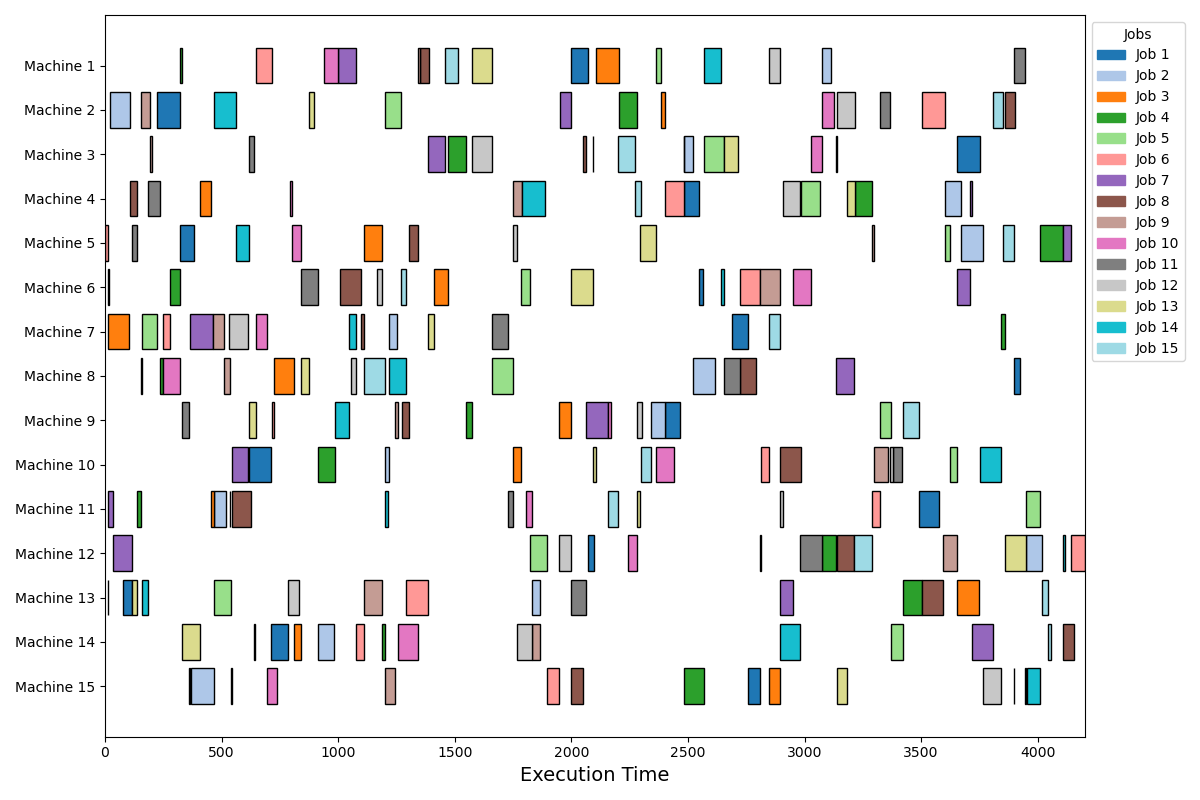 Machine 1
Machine 2
Machine 3
Machine 4
Machine 5
Machine 6
Machine 7
Machine 8
Machine 9
Machine 10
Machine 11
Machine 12
Machine 13
Machine 14
Machine 15
0 500 1000 1500 2000 2500 3000 3500 4000
Execution Time
Jobs
Job 1
Job 2
Job 3
Job 4
Job 5
Job 6
Job 7
Job 8
Job 9
Job 10
Job 11
Job 12
Job 13
Job 14
Job 15